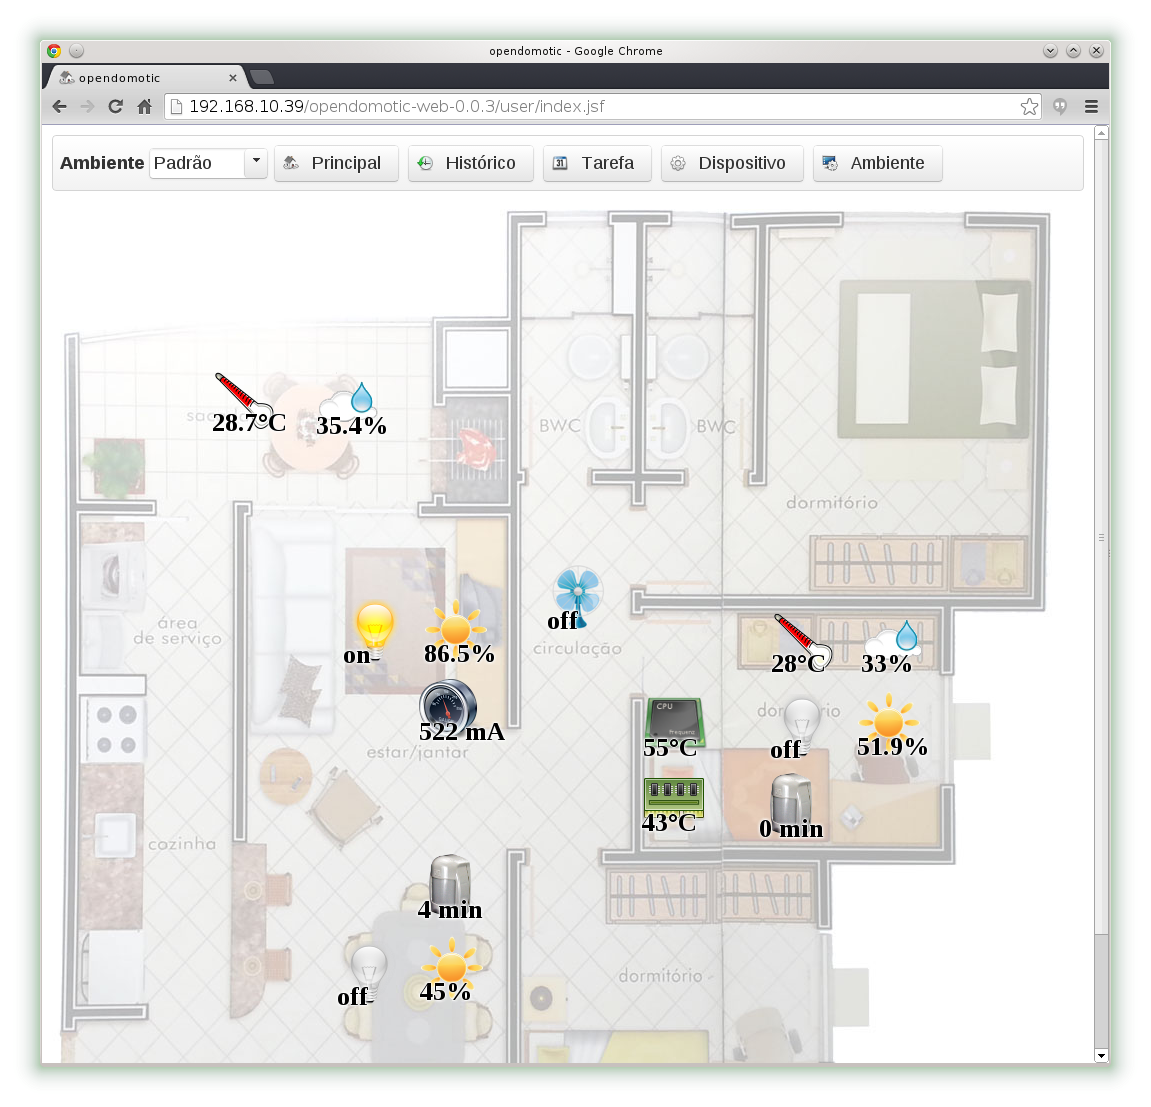 opendomotic - Google Chrome
opendomotic
192.168.10.39/opendomotic-web-0.0.3/user/index.jsf
Ambiente Padrão Principal Histórico Tarefa Dispositivo Ambiente
28.7°C 35.4%
BWC BWC
dormitório
área
de serviço
off
circulação
on 86.5%
28°C 33%
522 mA
estar/jantar
CPU
55°C
off 51.9%
43°C
0 min
cozinha
4 min
dormitório
off 45%